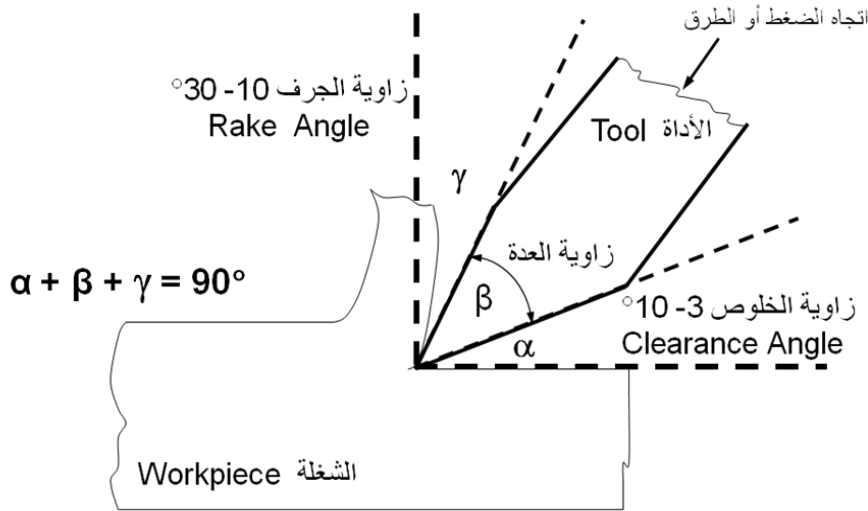 اتجاه الضغط أو الطرق
زاوية الجرف 10- 30°
Rake Angle
Tool الأداة
γ
زاوية العدة
α + β + γ = 90°
β
زاوية الخلوص 3- 10°
α
Clearance Angle
Workpiece الشغلة